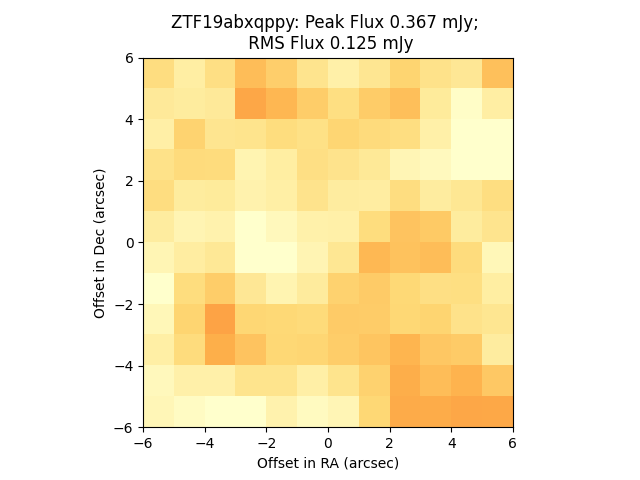 ZTF19abxqppy: Peak Flux 0.367 mJy;
RMS Flux 0.125 mJy
6
4
2
0
−2
−4
−6
Offset in Dec (arcsec)
−6 −4 −2 0 2 4 6
Offset in RA (arcsec)